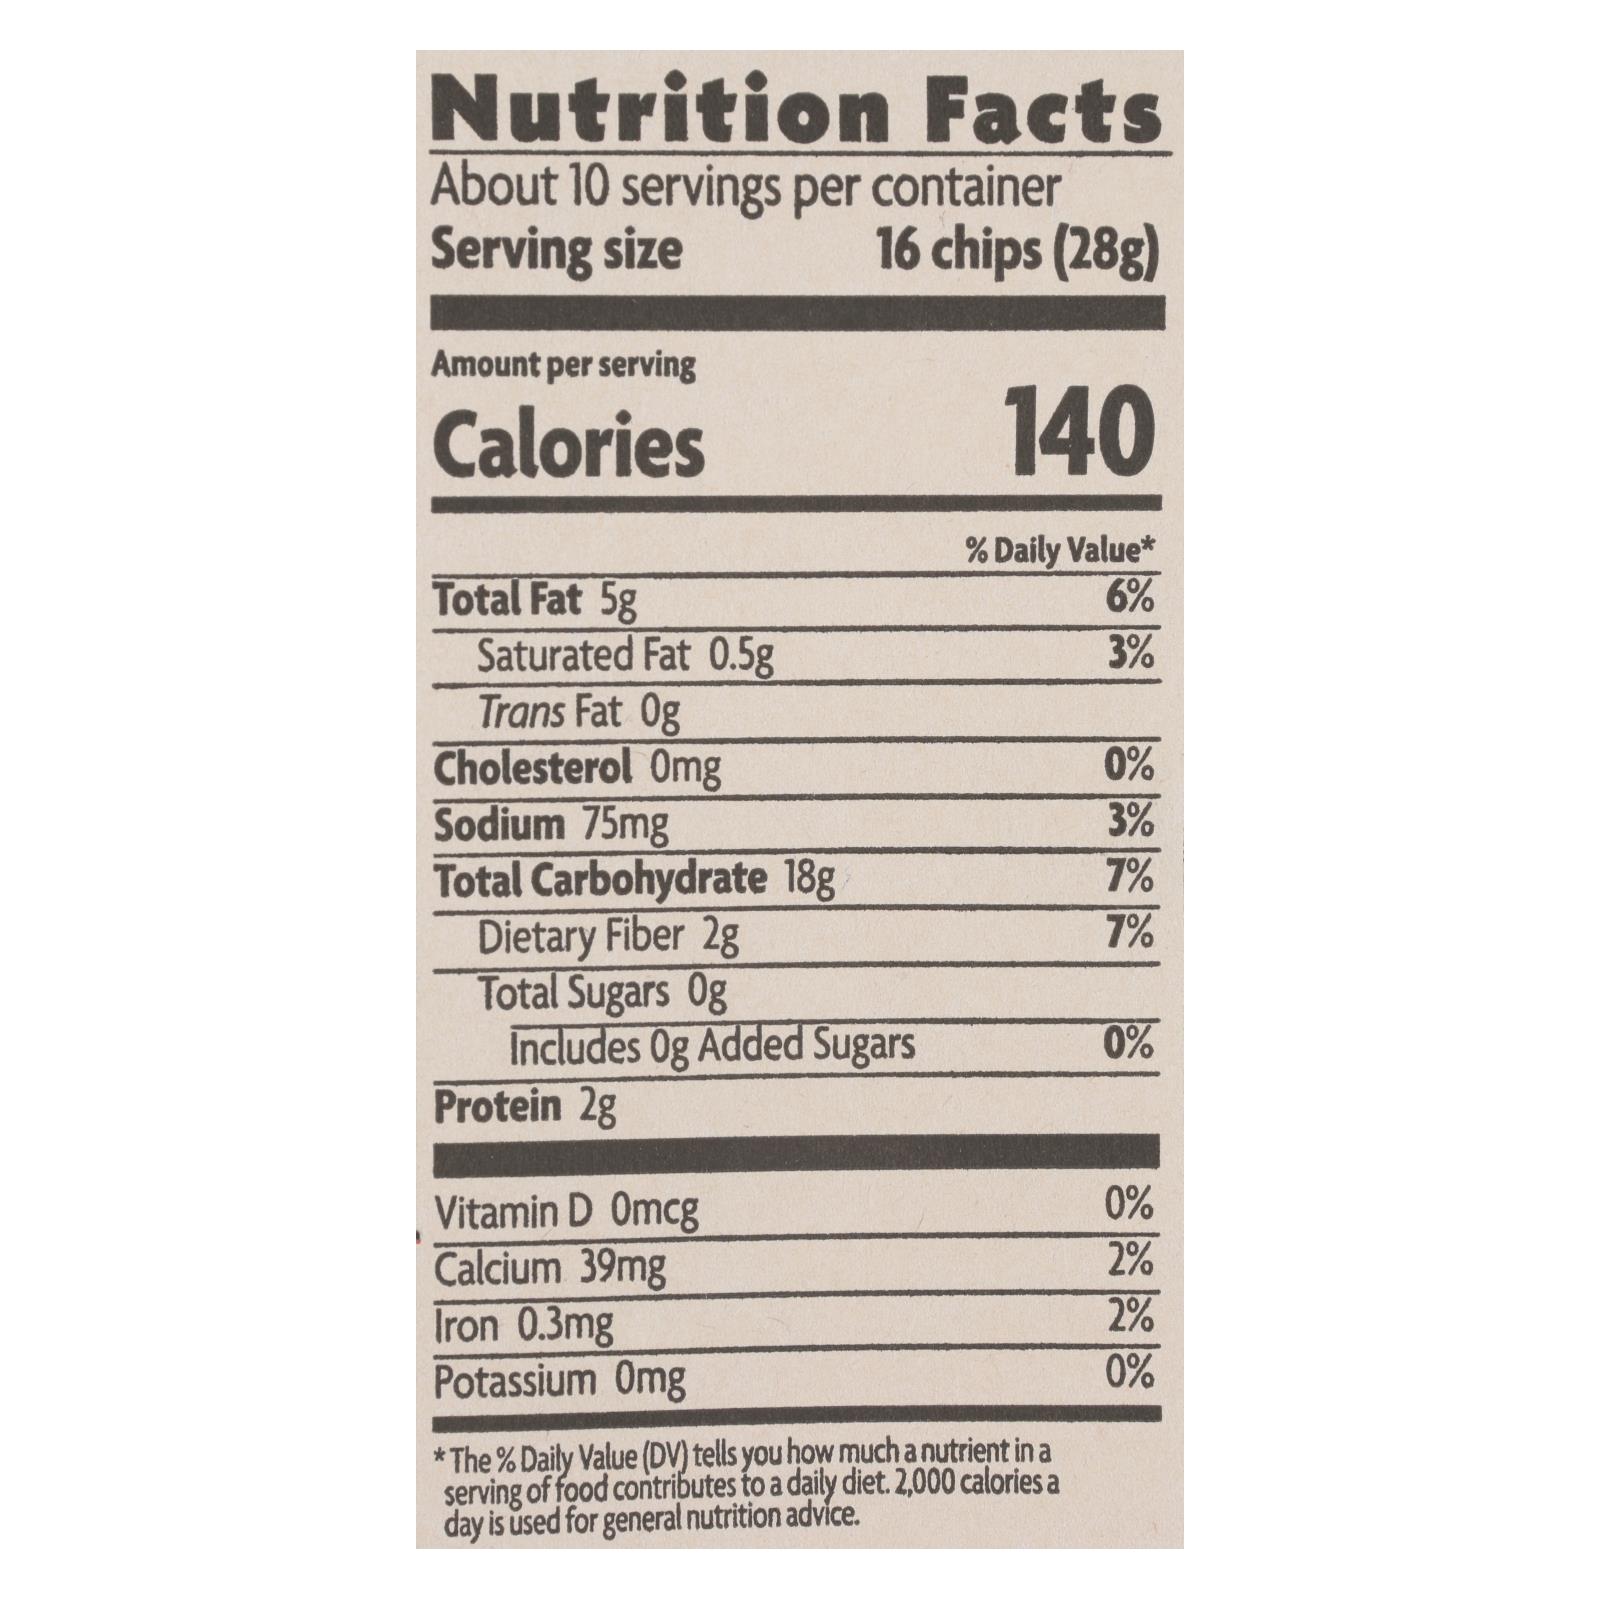 Nutrition Facts
About 10 servings per container
Serving size 16 chips (28g)
Amount per serving
Calories 140
% Daily Value*
Total Fat 5g 6%
Saturated Fat 0.5g 3%
Trans Fat 0g
Cholesterol 0mg 0%
Sodium 75mg 3%
Total Carbohydrate 18g 7%
Dietary Fiber 2g 7%
Total Sugars 0g
Includes 0g Added Sugars 0%
Protein 2g
Vitamin D 0mcg 0%
Calcium 39mg 2%
Iron 0.3mg 2%
Potassium 0mg 0%
* The % Daily Value (DV) tells you how much a nutrient in a
serving of food contributes to a daily diet. 2,000 calories a
day is used for general nutrition advice.